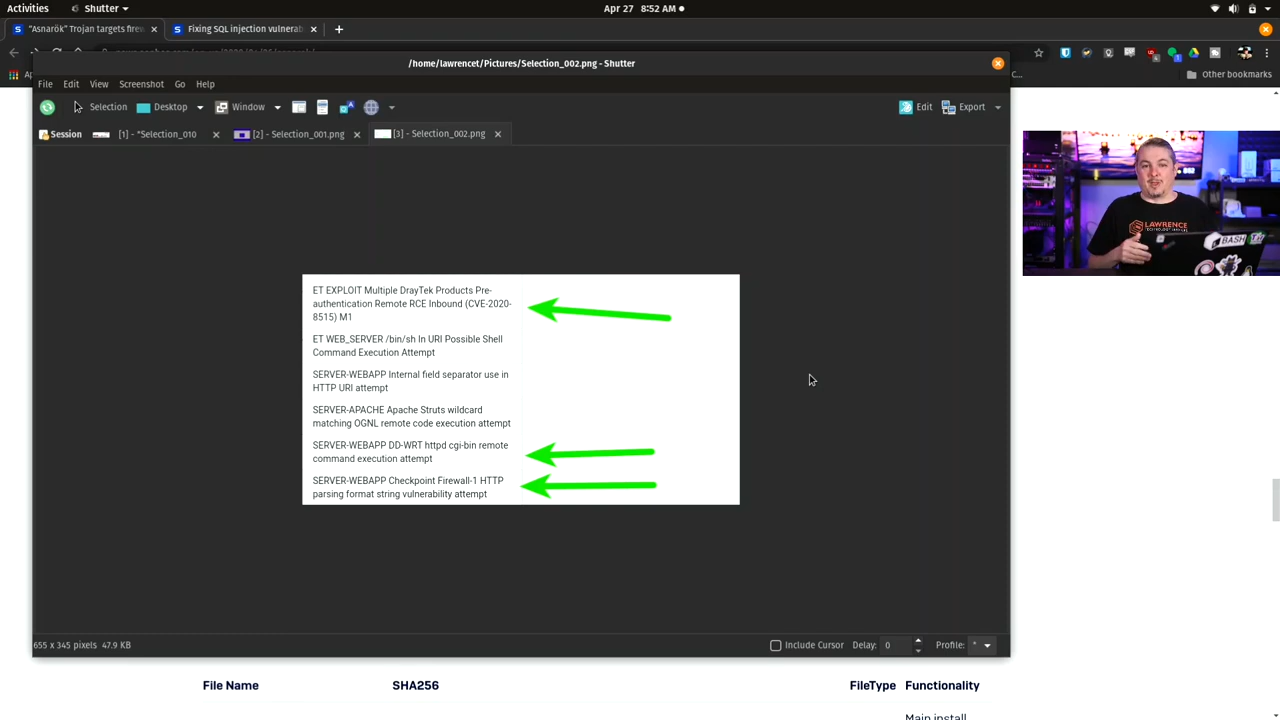 Activities
Shutter
Apr 27 8:52 AM
"Asnarök" Trojan targets firew
Fixing SQL injection vulnerab
/home/lawrencet/Pictures/Selection_002.png - Shutter
Other bookmarks
File Edit View Screenshot Go Help
Selection Desktop Window Edit Export
Session [1] - *Selection_010 [2] - Selection_001.png [3] - Selection_002.png
ET EXPLOIT Multiple DrayTek Products Pre-
authentication Remote RCE Inbound (CVE-2020-
8515) M1
ET WEB_SERVER /bin/sh In URI Possible Shell
Command Execution Attempt
SERVER-WEBAPP Internal field separator use in
HTTP URI attempt
SERVER-APACHE Apache Struts wildcard
matching OGNL remote code execution attempt
SERVER-WEBAPP DD-WRT httpd cgi-bin remote
command execution attempt
SERVER-WEBAPP Checkpoint Firewall-1 HTTP
parsing format string vulnerability attempt
LAWRENCE
BASH
655 x 345 pixels 47.9 KB
Include Cursor Delay: 0 Profile: *
File Name SHA256 FileType Functionality
Main install